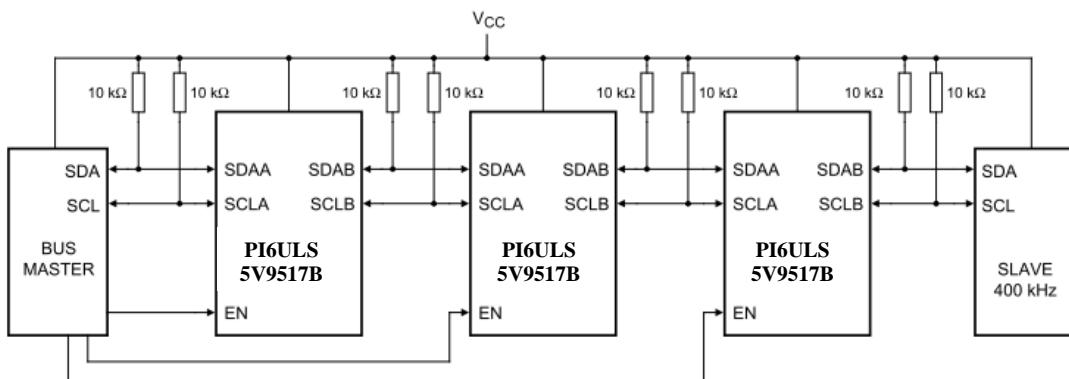 VCC
10 kΩ 10 kΩ 10 kΩ 10 kΩ 10 kΩ 10 kΩ 10 kΩ 10 kΩ
SDA SDAA SDAB SDAA SDAB SDAA SDAB SDA
SCL SCLA SCLB SCLA SCLB SCLA SCLB SCL
BUS
MASTER
PI6ULS
5V9517B
PI6ULS
5V9517B
PI6ULS
5V9517B
SLAVE
400 kHz
EN EN EN